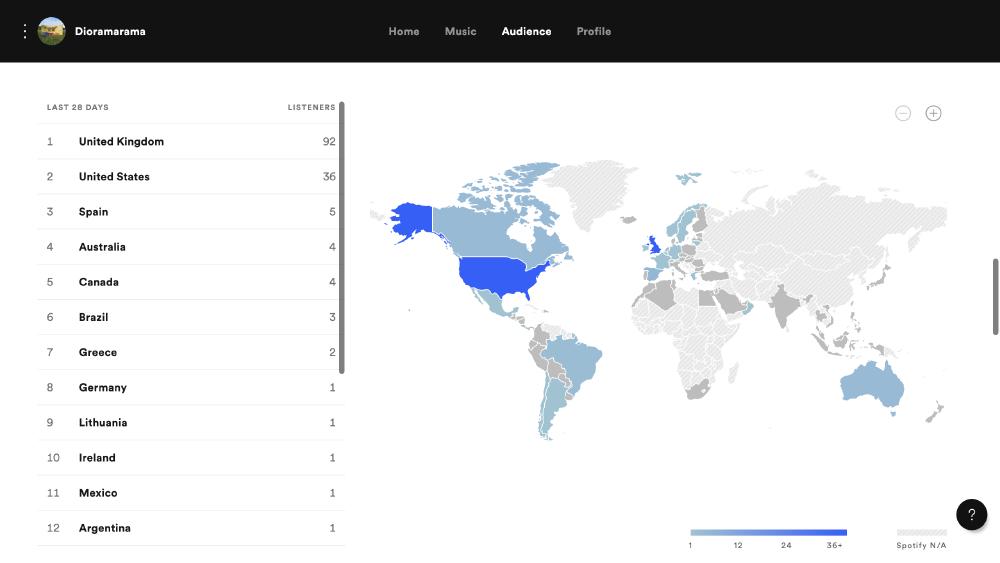 Dioramarama
Home Music Audience Profile
LAST 28 DAYS LISTENERS
1 United Kingdom 92
2 United States 36
3 Spain 5
4 Australia 4
5 Canada 4
6 Brazil 3
7 Greece 2
8 Germany 1
9 Lithuania 1
10 Ireland 1
11 Mexico 1
12 Argentina 1
?
1 12 24 36+ Spotify N/A